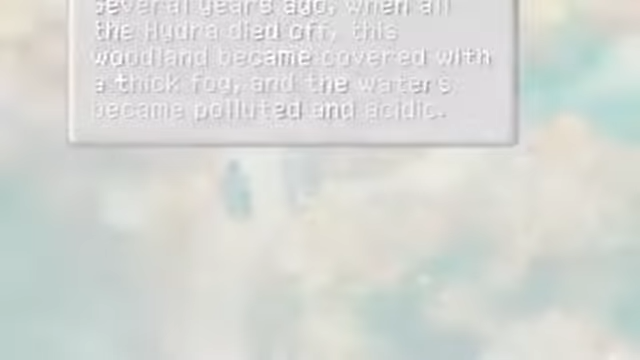 several years ago, when all
the Hydra died off, this
woodland became covered with
a thick fog, and the waters
became polluted and acidic.